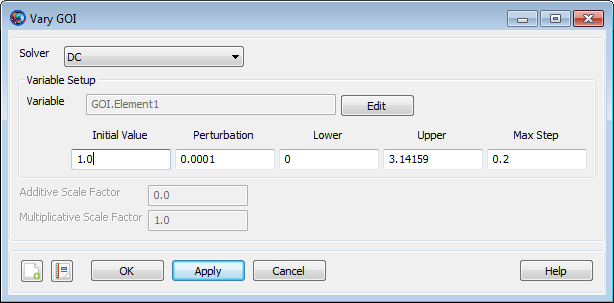 Vary GOI
Solver DC
Variable Setup
Variable GOI.Element1 Edit
Initial Value Perturbation Lower Upper Max Step
1.0 0.0001 0 3.14159 0.2
Additive Scale Factor 0.0
Multiplicative Scale Factor 1.0
OK Apply Cancel Help